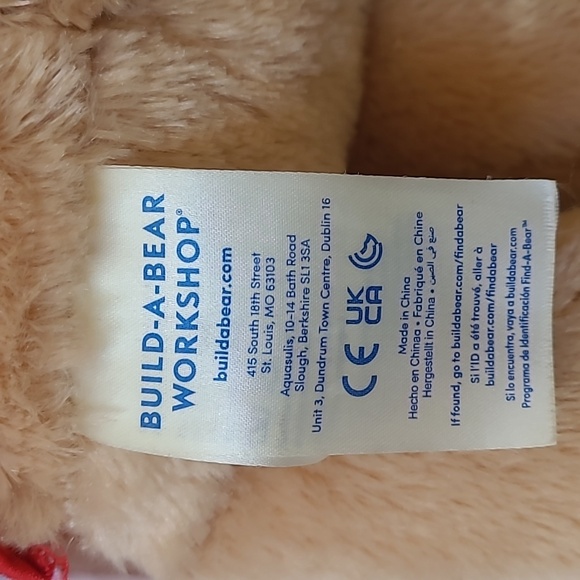 BUILD-A-BEAR
WORKSHOP®
buildabear.com
415 South 18th Street
St. Louis, MO 63103
Aquasulis, 10-14 Bath Road
Slough, Berkshire SL1 3SA
Unit 3, Dundrum Town Centre, Dublin 16
CE UK CA
Made in China
Hecho en Chinaa • Fabriqué en Chine
Hergestellt in China • صنع في الصين
If found, go to buildabear.com/findabear
Si l'ID a été trouvé, aller à
buildabear.com/findabear
Si lo encuentra, vaya a buildabear.com
Programa de Identificación Find-A-Bear™